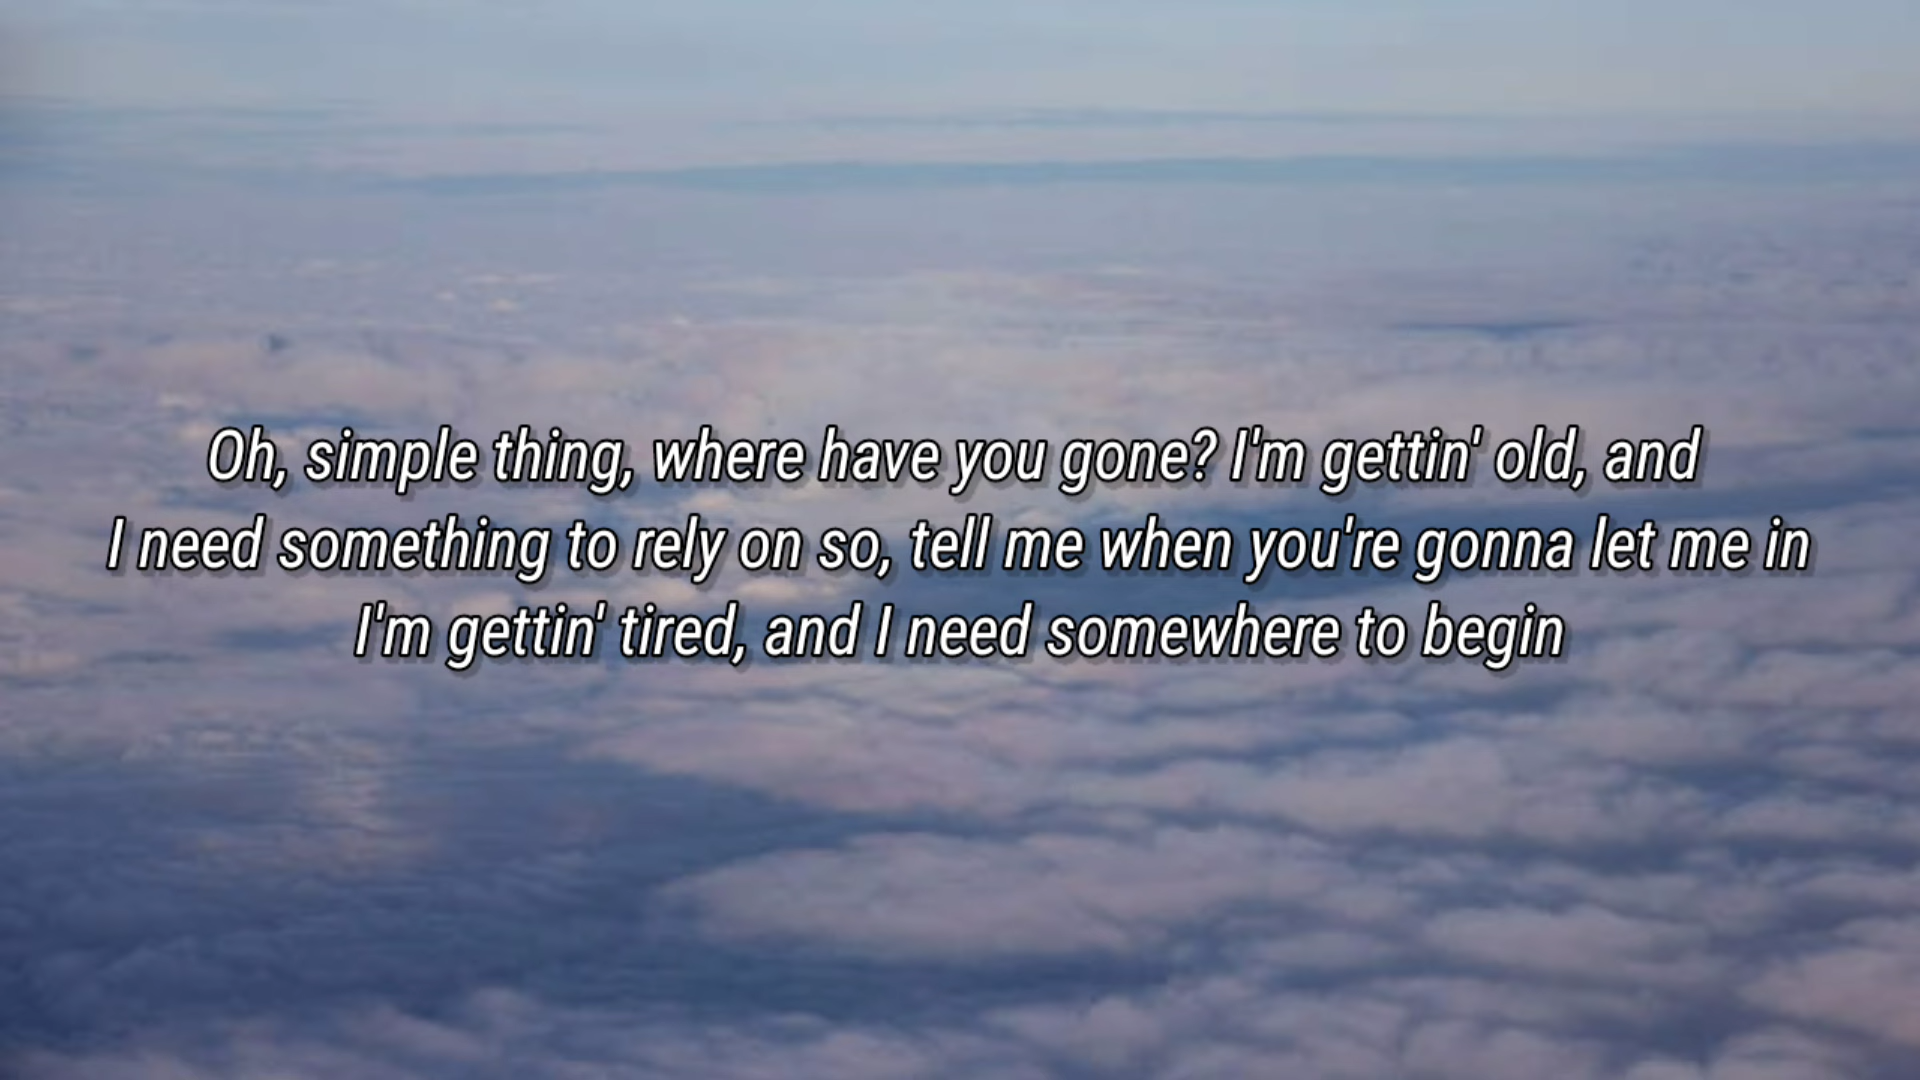 Oh, simple thing, where have you gone? I'm gettin' old, and
I need something to rely on so, tell me when you're gonna let me in
I'm gettin' tired, and I need somewhere to begin